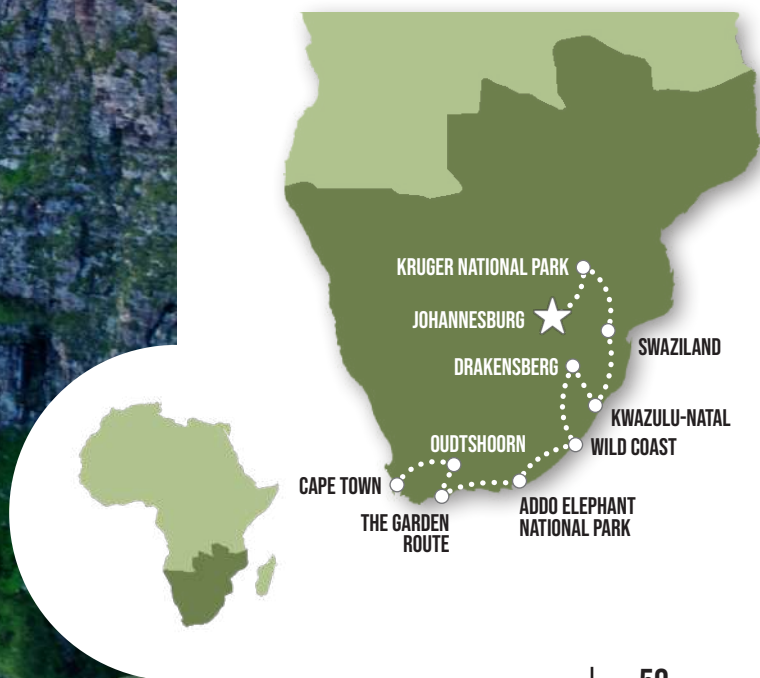 KRUGER NATIONAL PARK
JOHANNESBURG
SWAZILAND
DRAKENSBERG
KWAZULU-NATAL
OUDTSHOORN
WILD COAST
CAPE TOWN
ADDO ELEPHANT
NATIONAL PARK
THE GARDEN
ROUTE